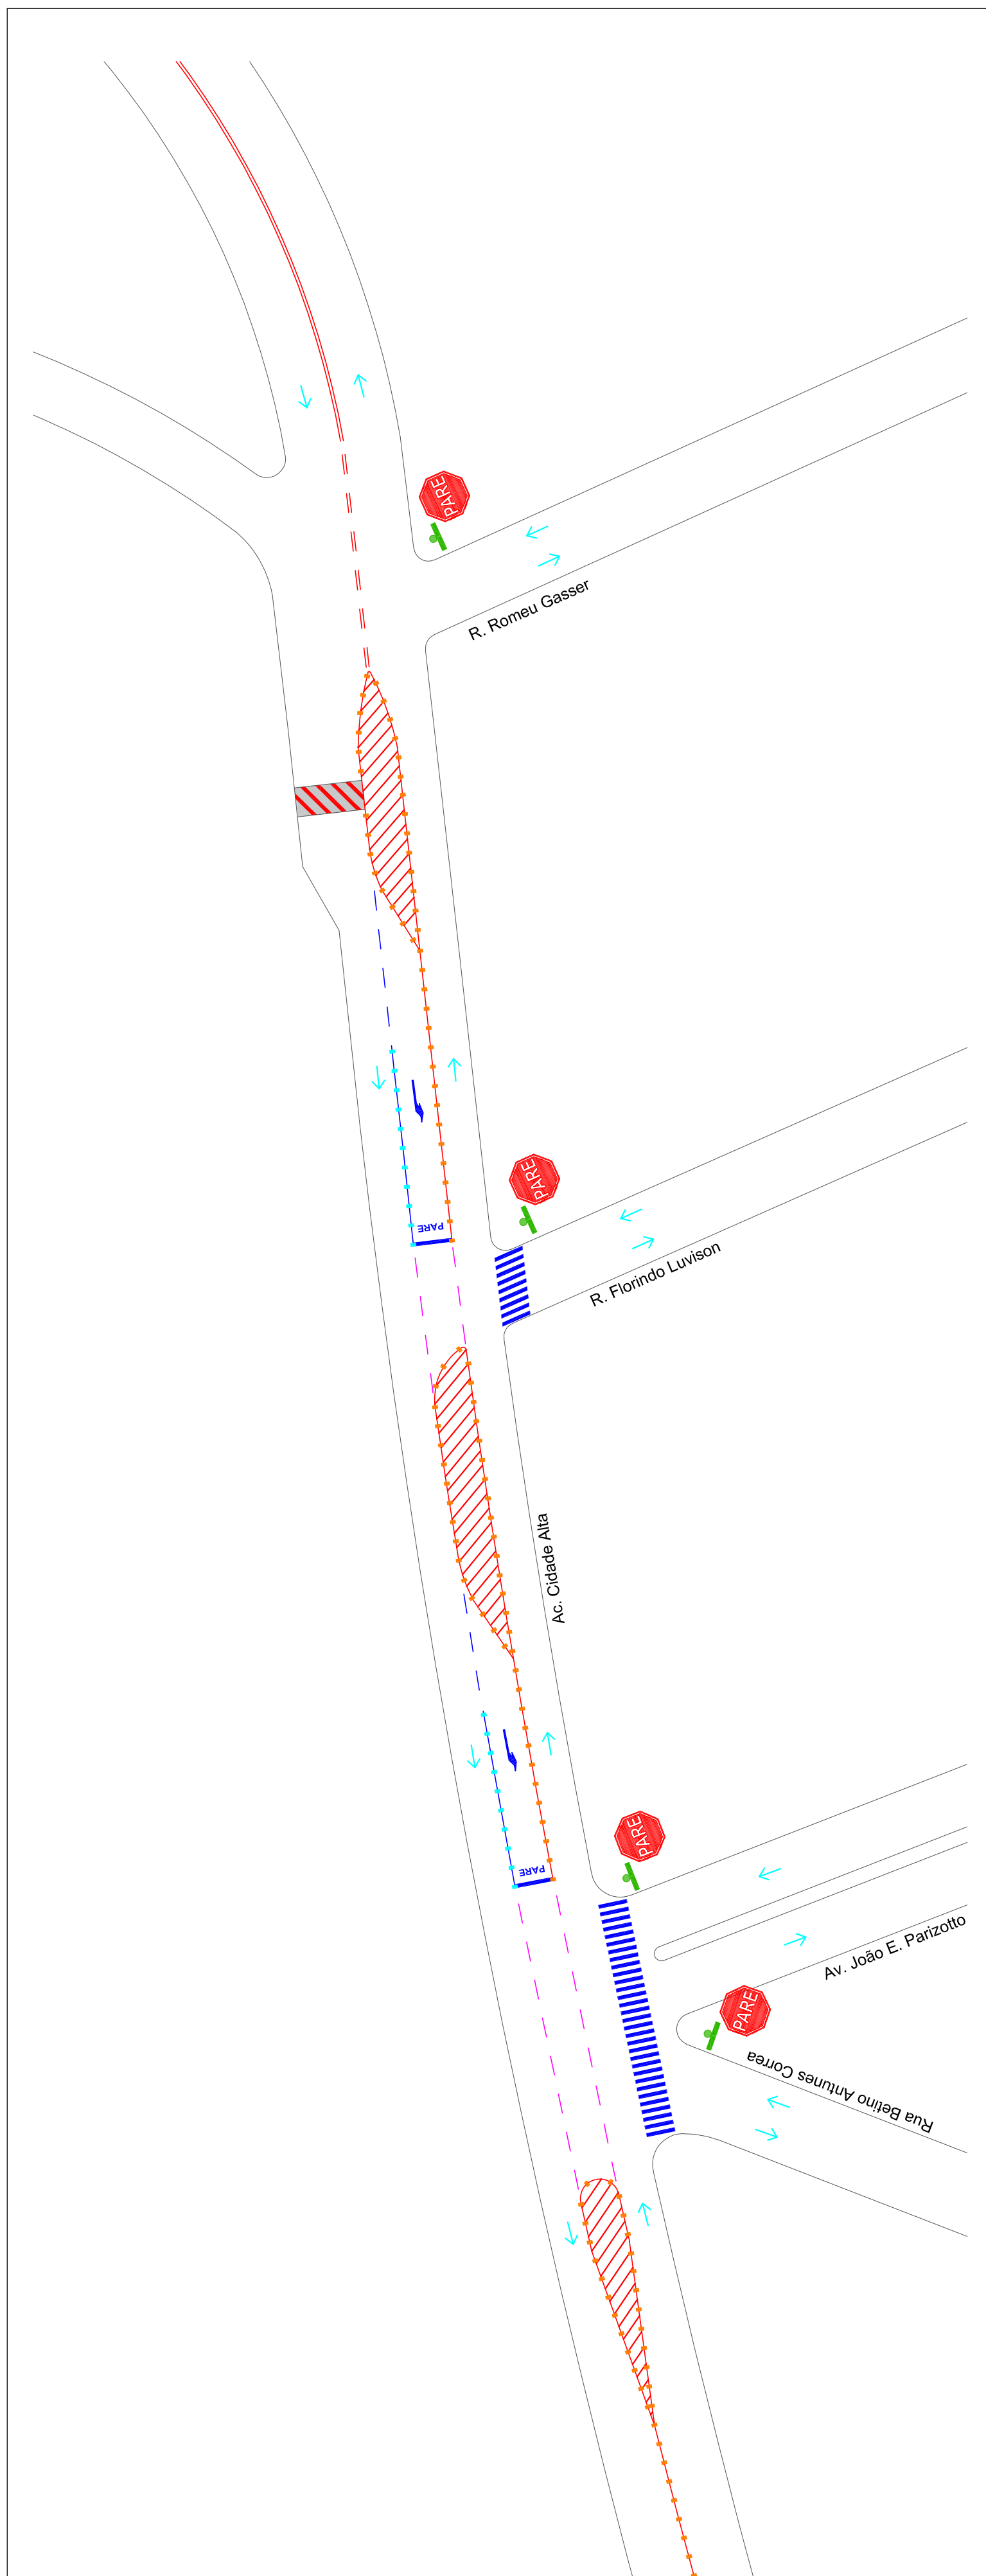 PARE
R. Romeu Gasser
PARE
PARE
R. Florindo Luvison
Ac. Cidade Alta
PARE
PARE
Av. João E. Parizotto
PARE
Rua Betino Antunes Correa